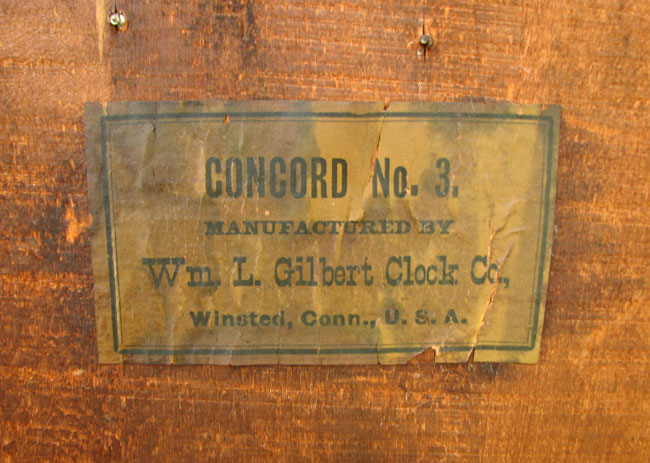 CONCORD No. 3.
MANUFACTURED BY
Wm. L. Gilbert Clock Co.,
Winsted, Conn., U. S. A.